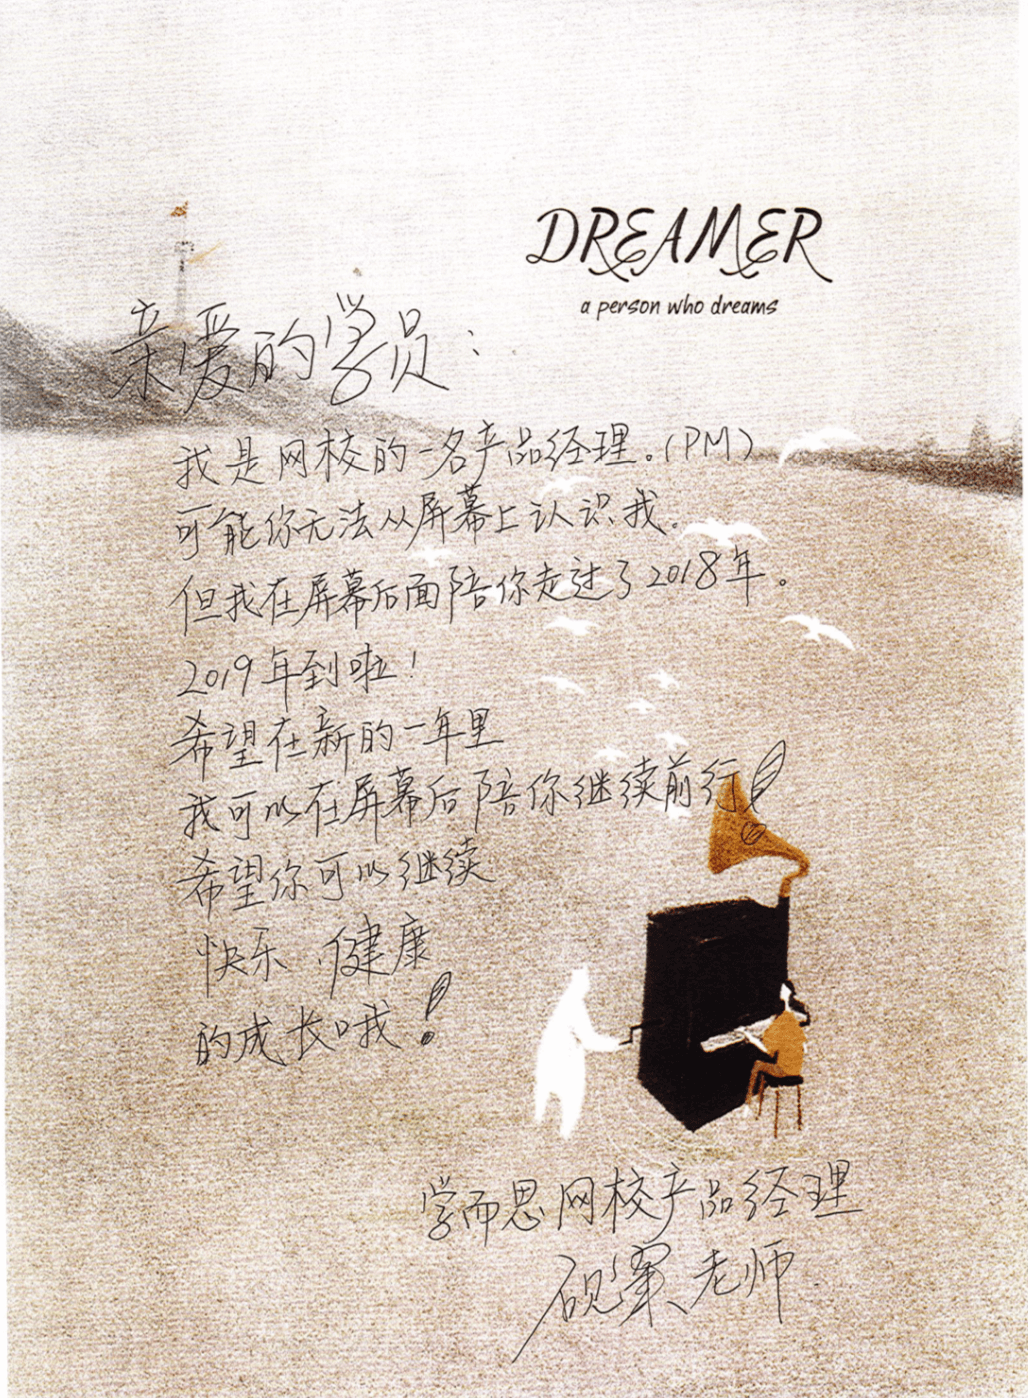 DREAMER
a person who dreams
亲爱的学员：
我是网校的一名产品经理。(PM)
可能你无法从屏幕上认识我。
但我在屏幕后面陪你走过了2018年。
2019年到啦！
希望在新的一年里
我可以在屏幕后陪你继续前行！
希望你可以继续
快乐、健康
的成长哦！
学而思网校产品经理
老师